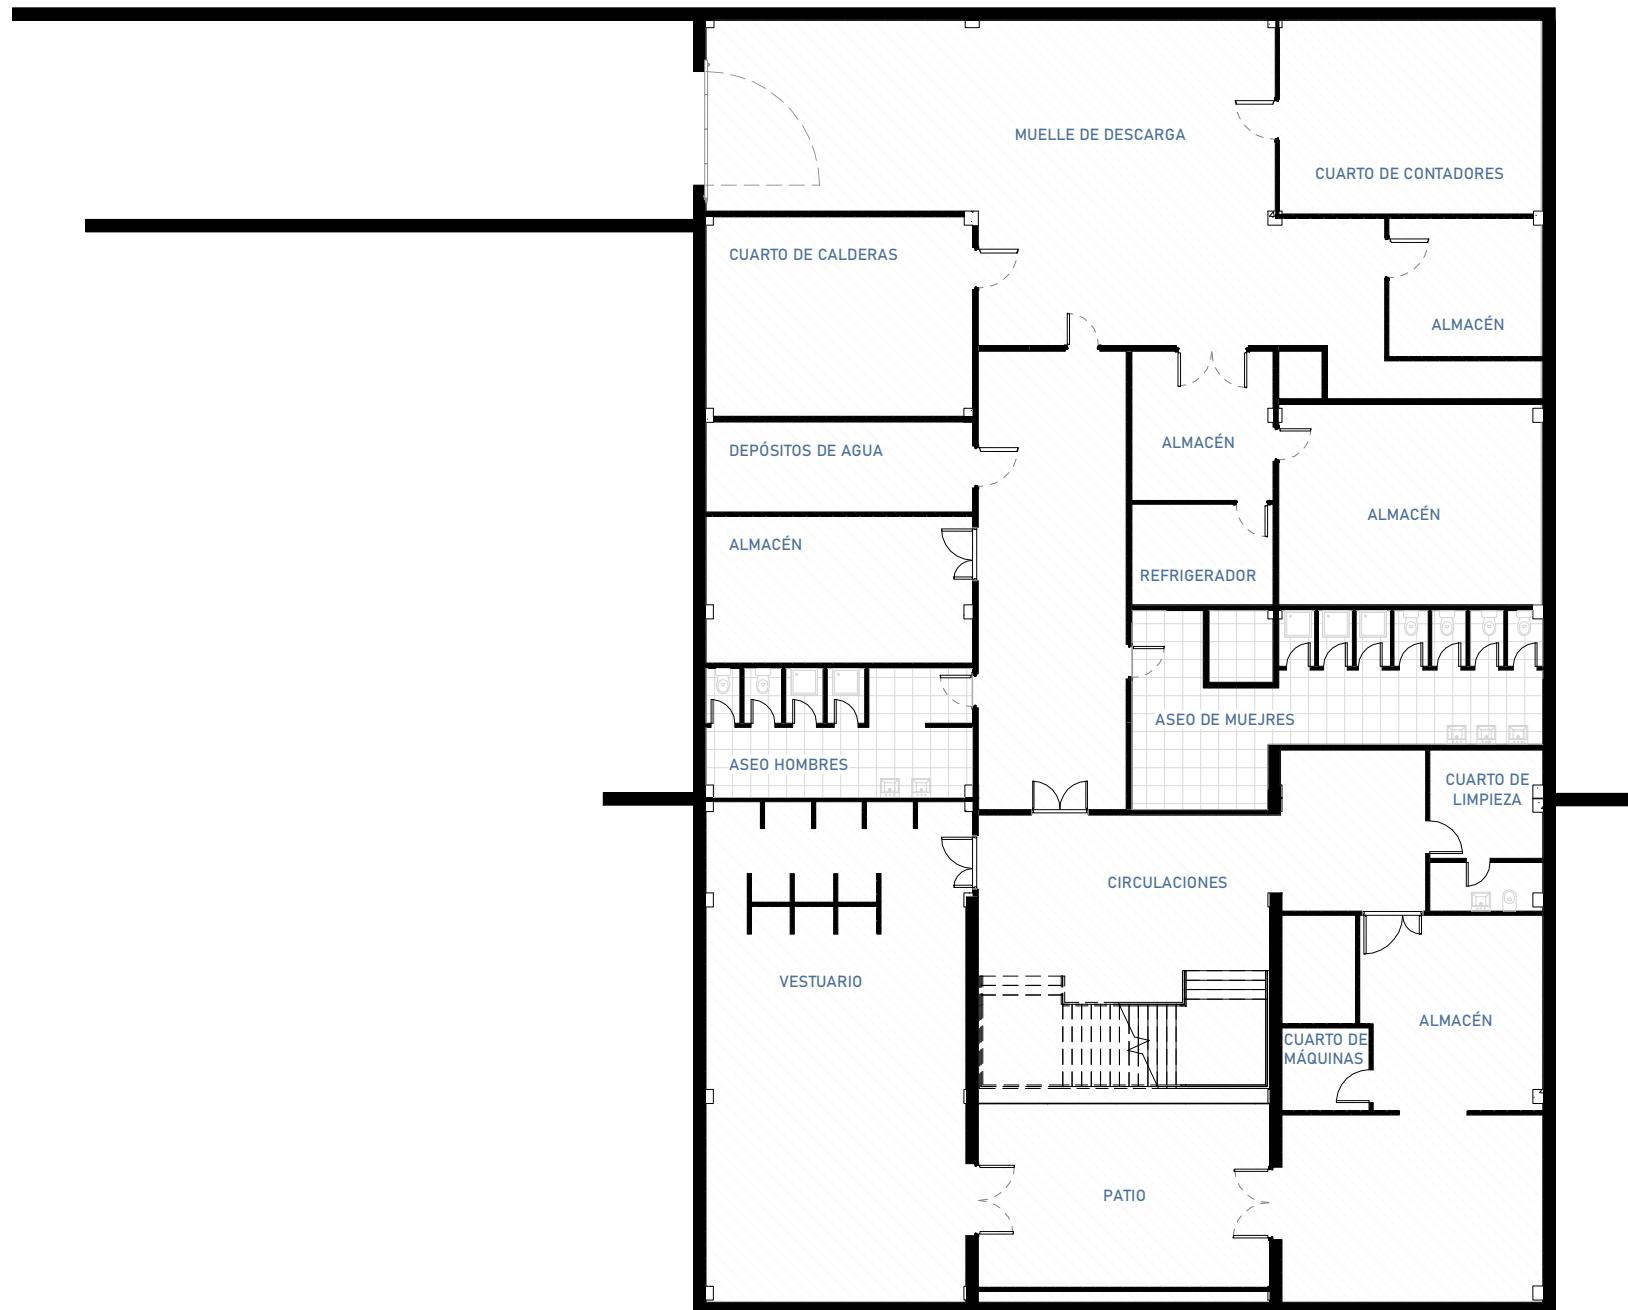 MUELLE DE DESCARGA
CUARTO DE CONTADORES
CUARTO DE CALDERAS
ALMACÉN
DEPÓSITOS DE AGUA
ALMACÉN
ALMACÉN
ALMACÉN
REFRIGERADOR
ASEO DE MUEJRES
ASEO HOMBRES
CUARTO DE
LIMPIEZA
CIRCULACIONES
VESTUARIO
ALMACÉN
CUARTO DE
MÁQUINAS
PATIO